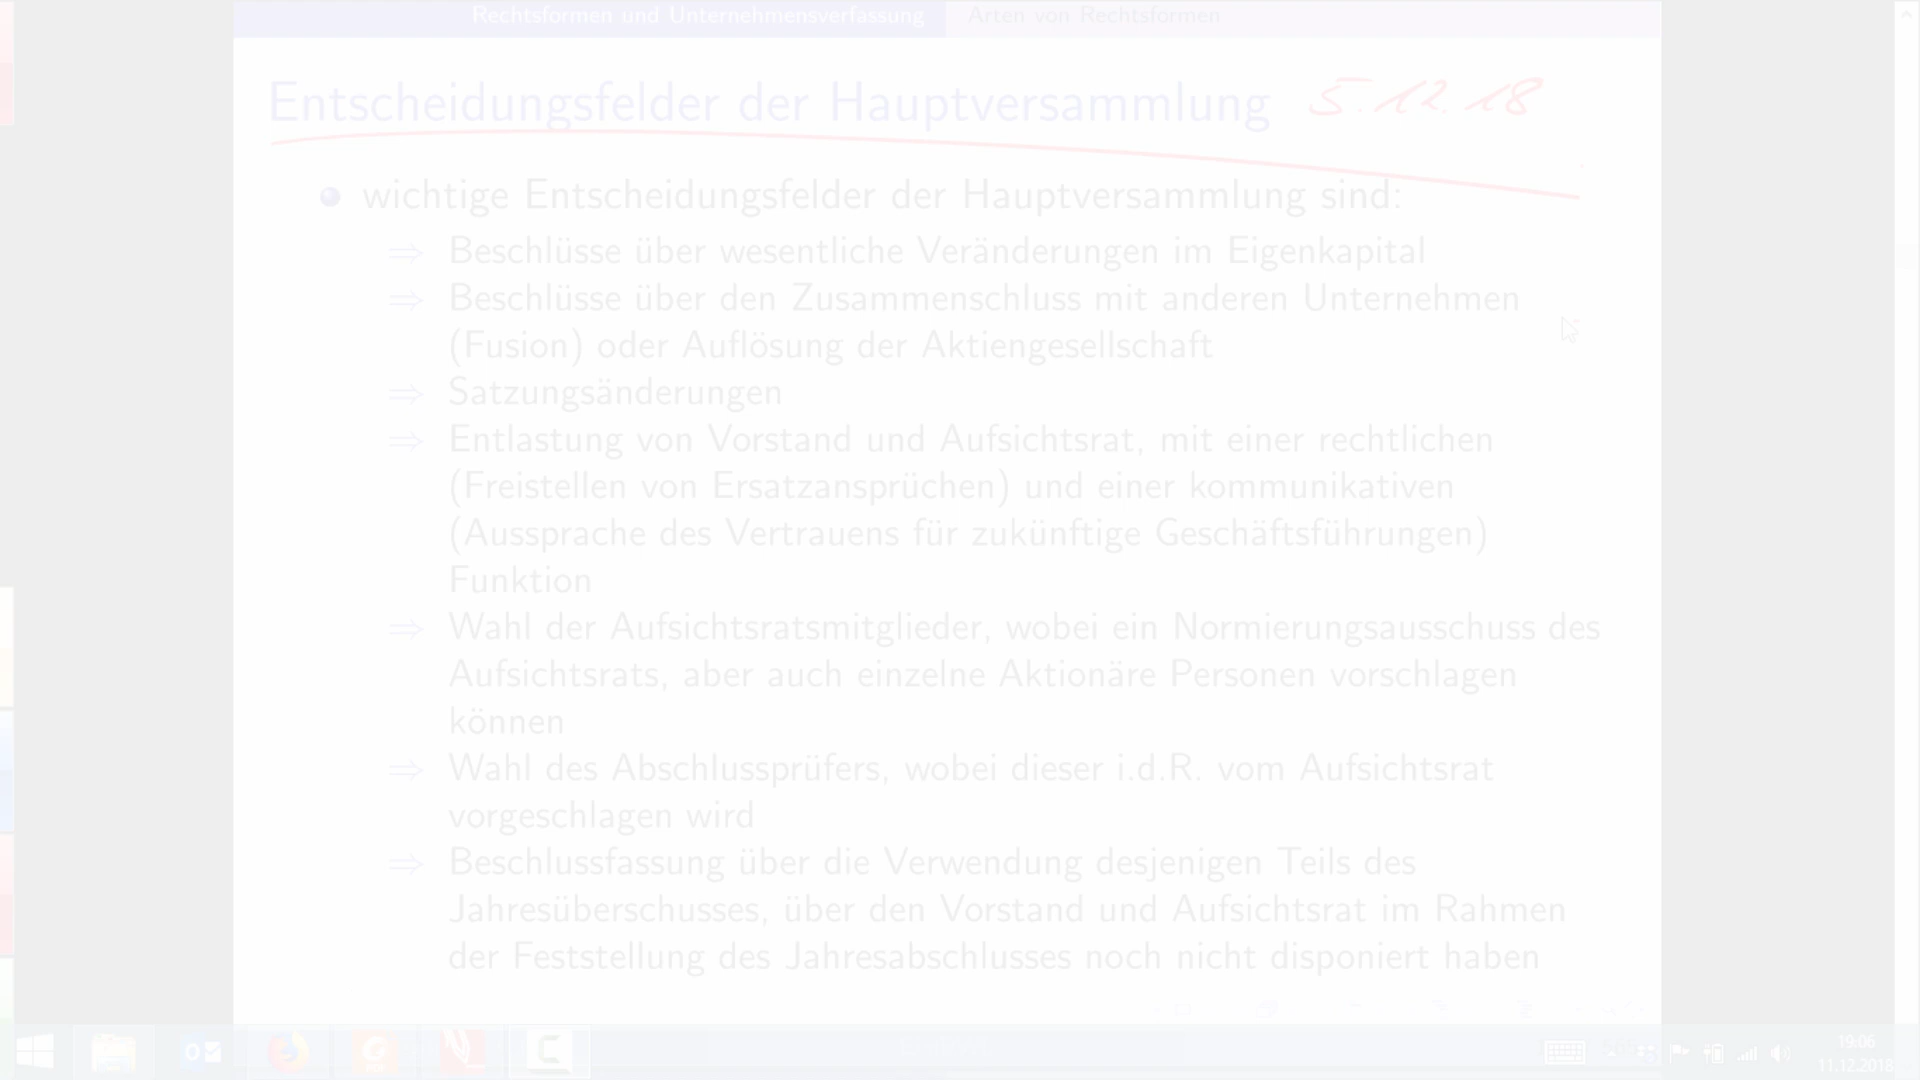 Rechtsformen und Unternehmensverfassung Arten von Rechtsformen
Entscheidungsfelder der Hauptversammlung 5.12.18
wichtige Entscheidungsfelder der Hauptversammlung sind:
⇒ Beschlüsse über wesentliche Veränderungen im Eigenkapital
⇒ Beschlüsse über den Zusammenschluss mit anderen Unternehmen
(Fusion) oder Auflösung der Aktiengesellschaft
⇒ Satzungsänderungen
⇒ Entlastung von Vorstand und Aufsichtsrat, mit einer rechtlichen
(Freistellen von Ersatzansprüchen) und einer kommunikativen
(Aussprache des Vertrauens für zukünftige Geschäftsführungen)
Funktion
⇒ Wahl der Aufsichtsratsmitglieder, wobei ein Normierungsausschuss des
Aufsichtsrats, aber auch einzelne Aktionäre Personen vorschlagen
können
⇒ Wahl des Abschlussprüfers, wobei dieser i.d.R. vom Aufsichtsrat
vorgeschlagen wird
⇒ Beschlussfassung über die Verwendung desjenigen Teils des
Jahresüberschusses, über den Vorstand und Aufsichtsrat im Rahmen
der Feststellung des Jahresabschlusses noch nicht disponiert haben
19:06
11.12.2018